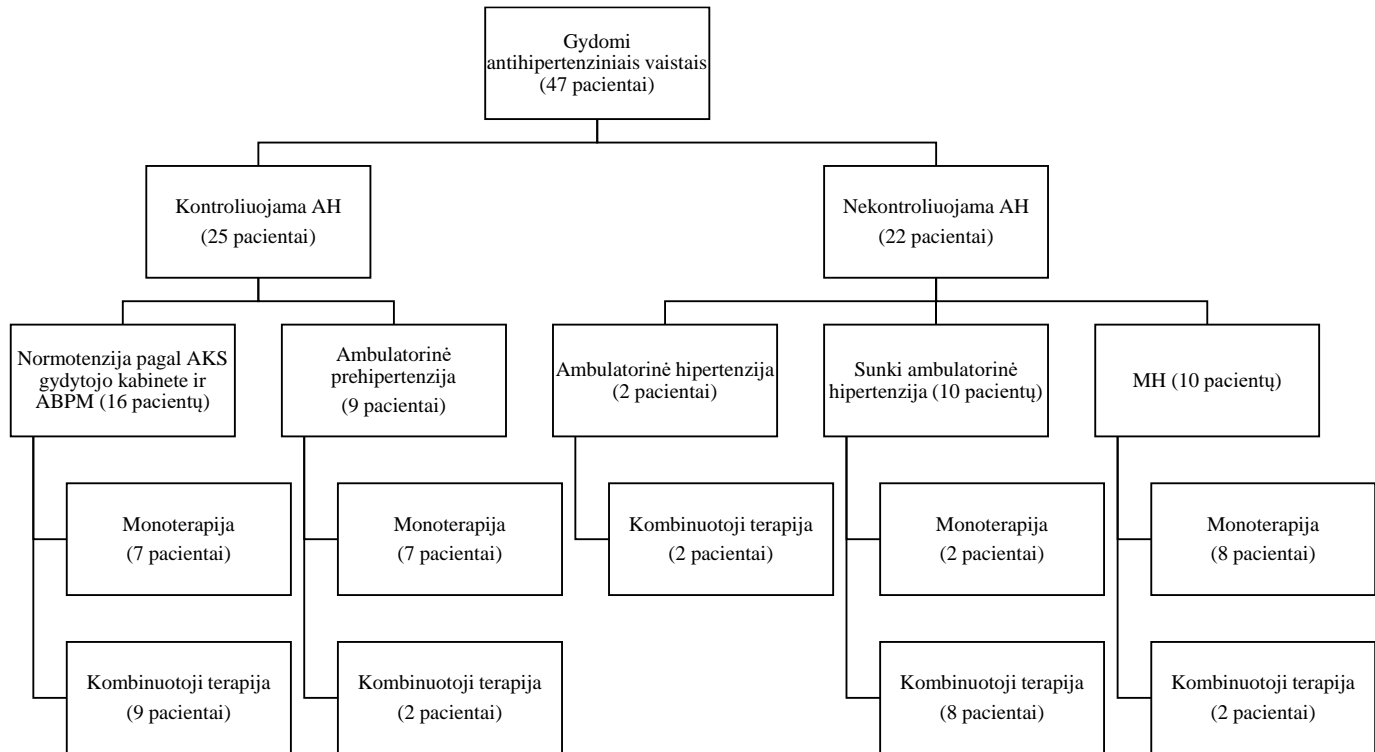 Gydomi
antihipertenziniais vaistais
(47 pacientai)
Kontroliuojama AH
(25 pacientai)
Nekontroliuojama AH
(22 pacientai)
Normotenzija pagal AKS
gydytojo kabinete ir
ABPM (16 pacientų)
Ambulatorinė
prehipertenzija
(9 pacientai)
Ambulatorinė hipertenzija
(2 pacientai)
Sunki ambulatorinė
hipertenzija (10 pacientų)
MH (10 pacientų)
Monoterapija
(7 pacientai)
Monoterapija
(7 pacientai)
Kombinuotoji terapija
(2 pacientai)
Monoterapija
(2 pacientai)
Monoterapija
(8 pacientai)
Kombinuotoji terapija
(9 pacientai)
Kombinuotoji terapija
(2 pacientai)
Kombinuotoji terapija
(8 pacientai)
Kombinuotoji terapija
(2 pacientai)